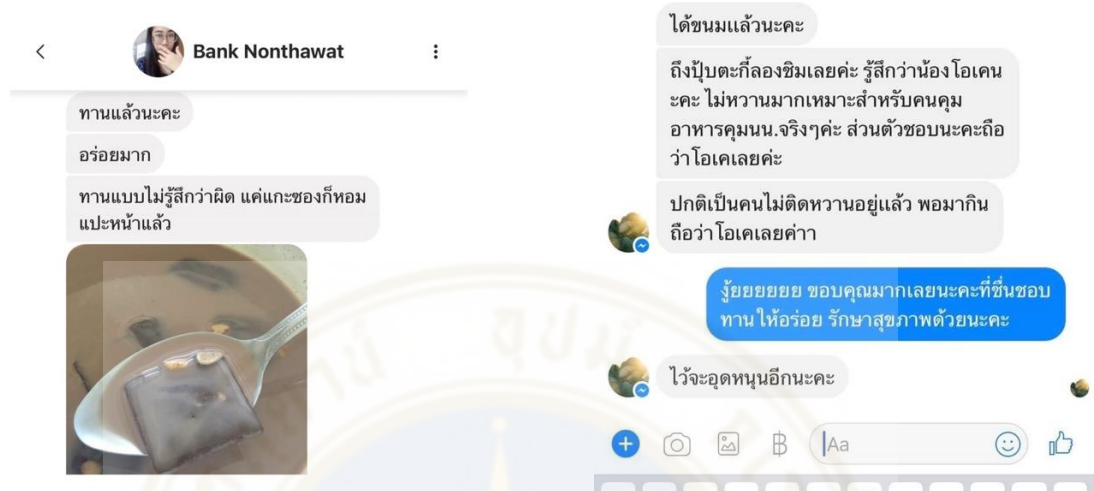 Bank Nonthawat
ทานแล้วนะคะ
อร่อยมาก
ทานแบบไม่รู้สึกว่าผิด แค่แกะซองก็หอม
แปะหน้าแล้ว
ได้ขนมแล้วนะคะ
ถึงปุ้บตะกี้ลองชิมเลยค่ะ รู้สึกว่าน้องโอเคน
ะคะ ไม่หวานมากเหมาะสำหรับคนคุม
อาหารคุมนน.จริงๆค่ะ ส่วนตัวชอบนะคะถือ
ว่าโอเคเลยค่ะ
ปกติเป็นคนไม่ติดหวานอยู่แล้ว พอมากิน
ถือว่าโอเคเลยค่าา
งู้ยยยยยย ขอบคุณมากเลยนะคะที่ชื่นชอบ
ทานให้อร่อย รักษาสุขภาพด้วยนะคะ
ไว้จะอุดหนุนอีกนะคะ
Aa